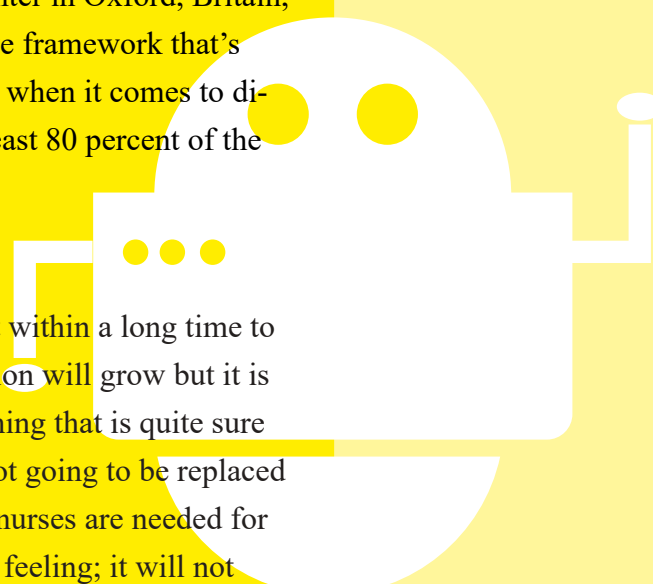 in Oxford, Britain,
e framework that's
when it comes to di-
east 80 percent of the
within a long time to
on will grow but it is
ning that is quite sure
ot going to be replaced
nurses are needed for
feeling; it will not